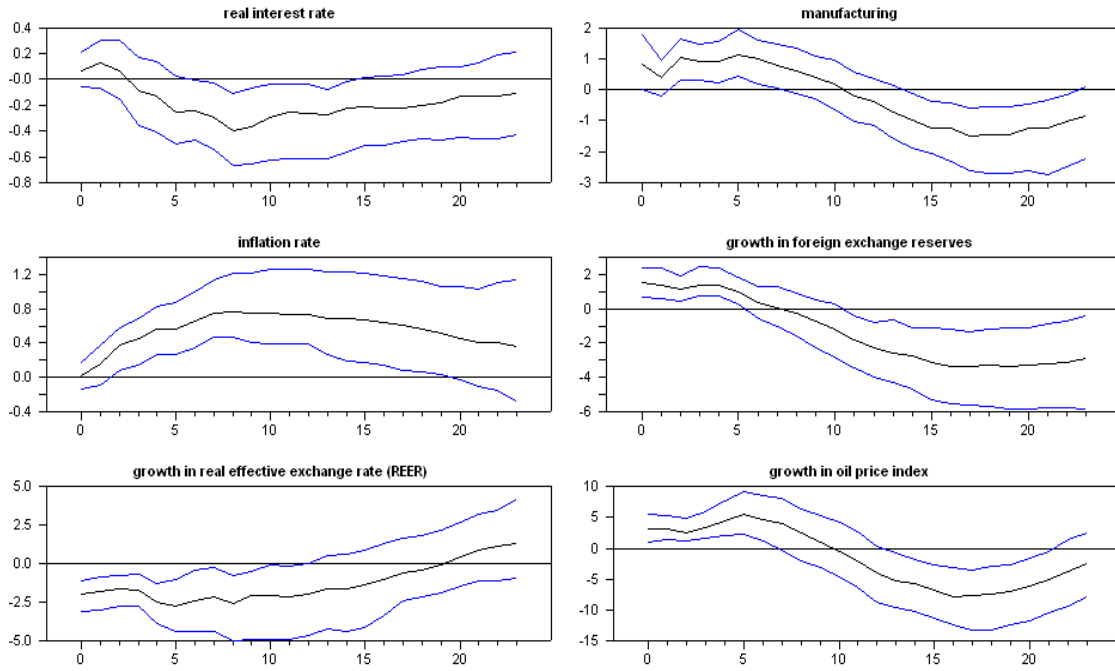 real interest rate
0.4
0.2
-0.0
-0.2
-0.4
-0.6
-0.8
0 5 10 15 20
manufacturing
2
1
0
-1
-2
-3
0 5 10 15 20
inflation rate
1.2
0.8
0.4
0.0
-0.4
0 5 10 15 20
growth in foreign exchange reserves
2
0
-2
-4
-6
0 5 10 15 20
growth in real effective exchange rate (REER)
5.0
2.5
0.0
-2.5
-5.0
0 5 10 15 20
growth in oil price index
10
5
0
-5
-10
-15
0 5 10 15 20